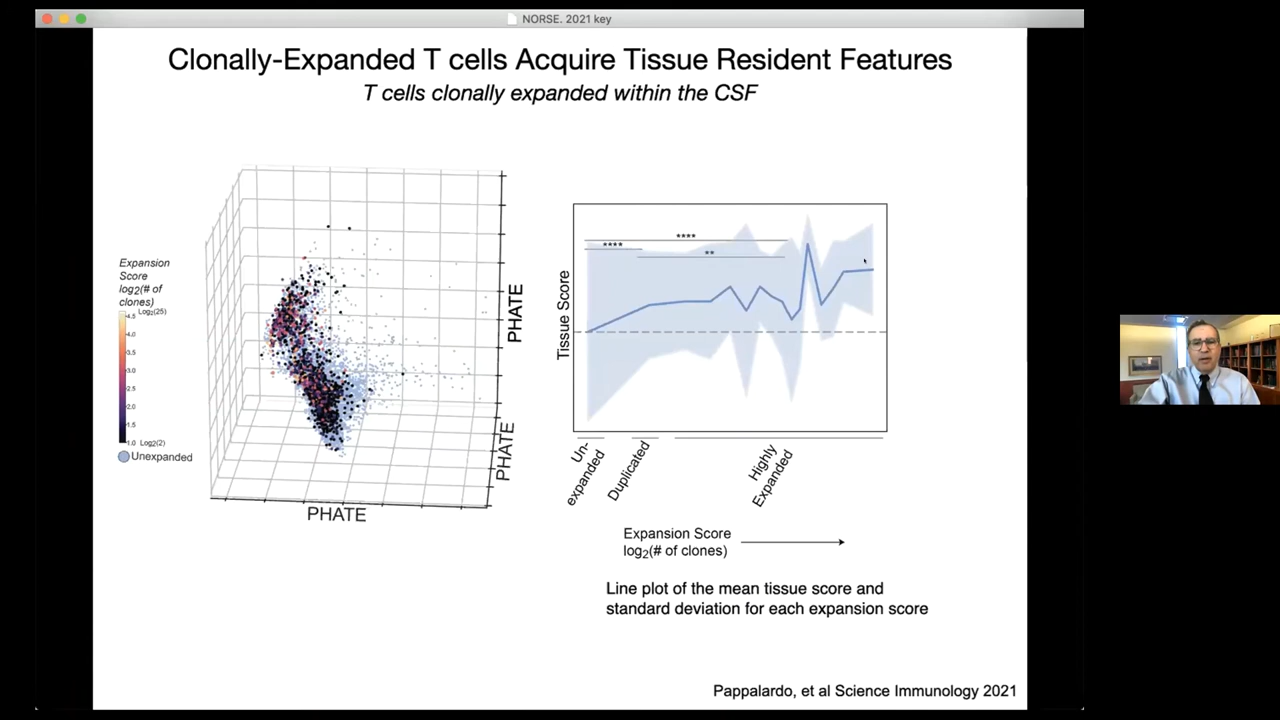 NORSE. 2021 key
Clonally-Expanded T cells Acquire Tissue Resident Features
T cells clonally expanded within the CSF
Expansion
Score
log2(# of
clones)
Log2(25)
4.5
4.0
3.5
3.0
2.5
2.0
1.5
1.0 Log2(2)
Unexpanded
PHATE
PHATE
PHATE
Tissue Score
****
****
**
Un-
expanded
Duplicated
Highly
Expanded
Expansion Score
log2(# of clones)
Line plot of the mean tissue score and
standard deviation for each expansion score
Pappalardo, et al Science Immunology 2021